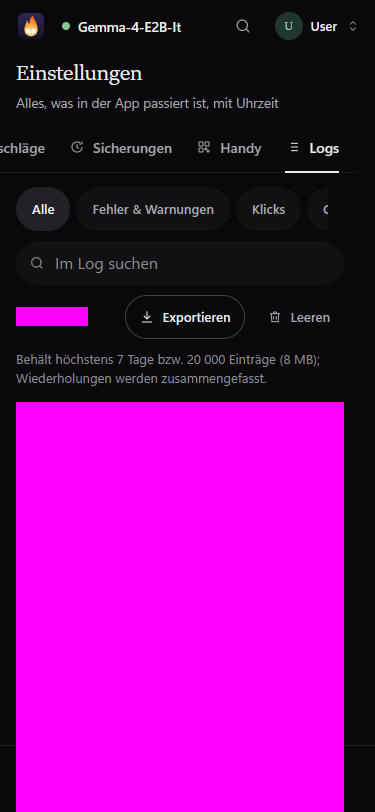 Gemma-4-E2B-It
U
User
Einstellungen
Alles, was in der App passiert ist, mit Uhrzeit
schläge
Sicherungen
Handy
Logs
Alle
Fehler & Warnungen
Klicks
Im Log suchen
Exportieren
Leeren
Behält höchstens 7 Tage bzw. 20 000 Einträge (8 MB);
Wiederholungen werden zusammengefasst.